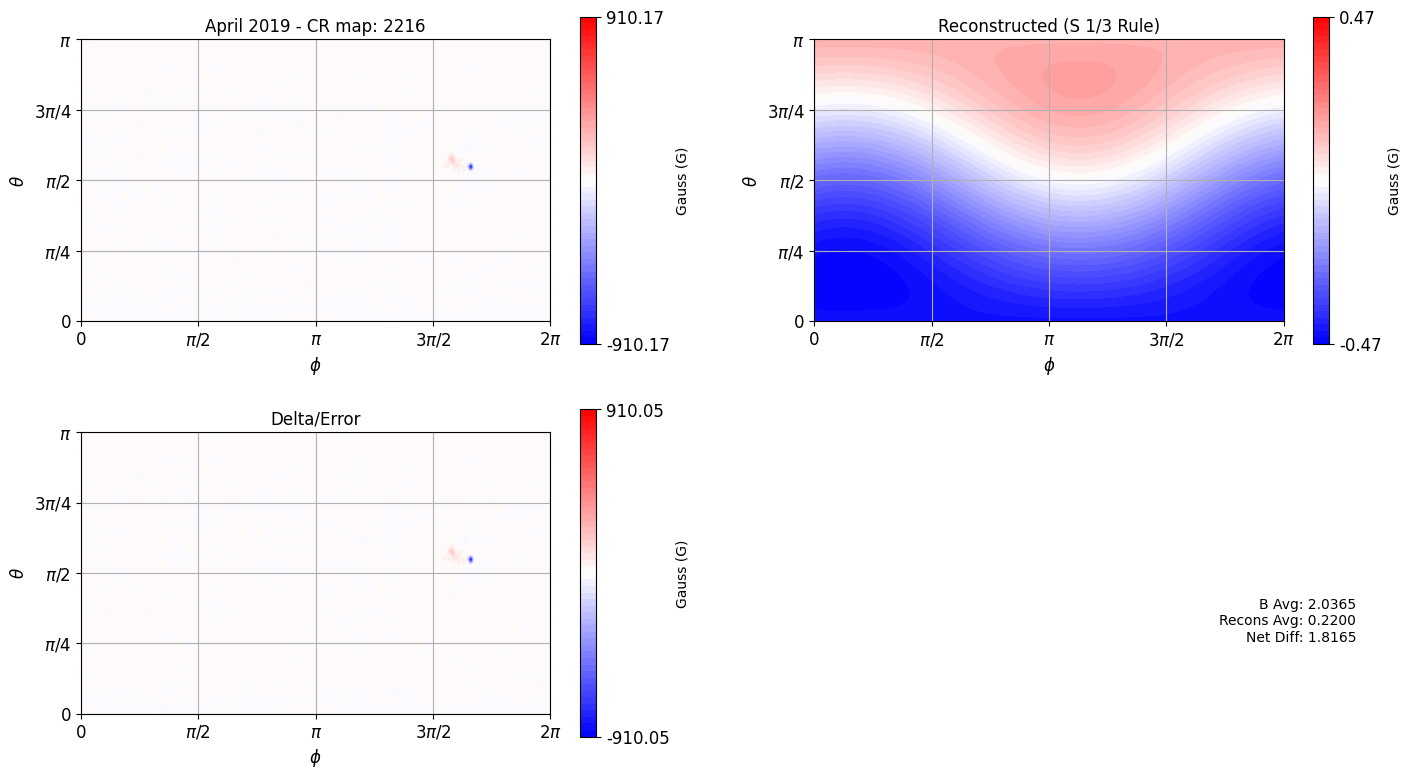 April 2019 - CR map: 2216
π
3π/4
π/2
π/4
0
θ
0
π/2
π
3π/2
2π
ϕ
910.17
-910.17
Gauss (G)
Reconstructed (S 1/3 Rule)
π
3π/4
π/2
π/4
0
θ
0
π/2
π
3π/2
2π
ϕ
0.47
-0.47
Gauss (G)
Delta/Error
π
3π/4
π/2
π/4
0
θ
0
π/2
π
3π/2
2π
ϕ
910.05
-910.05
Gauss (G)
B Avg: 2.0365
Recons Avg: 0.2200
Net Diff: 1.8165